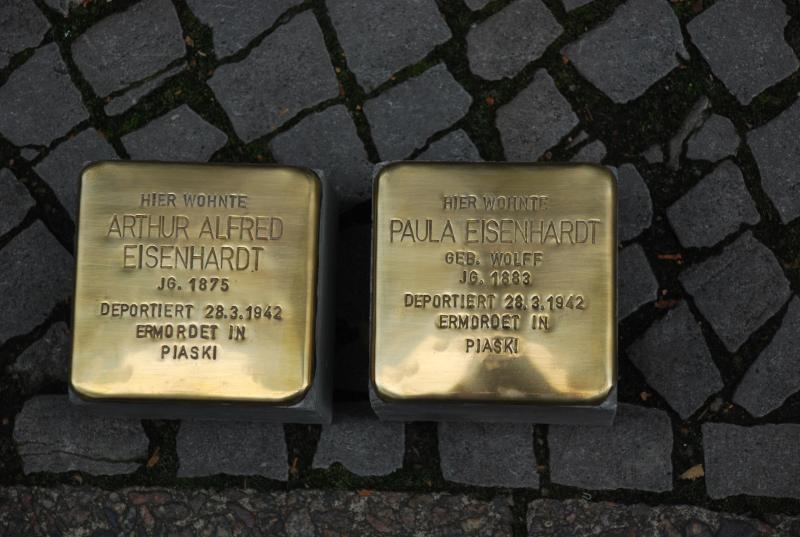 HIER WOHNTE
ARTHUR ALFRED
EISENHARDT
JG. 1875
DEPORTIERT 28.3.1942
ERMORDET IN
PIASKI
HIER WOHNTE
PAULA EISENHARDT
GEB. WOLFF
JG. 1883
DEPORTIERT 28.3.1942
ERMORDET IN
PIASKI